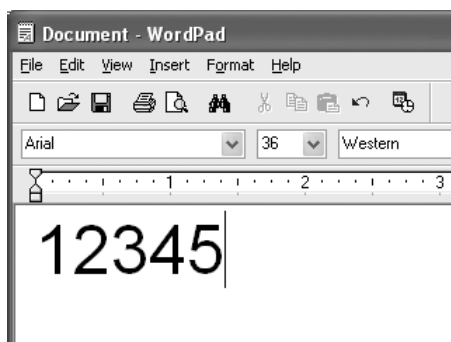 Document - WordPad
File Edit View Insert Format Help
Arial 36 Western
1 2 3
12345